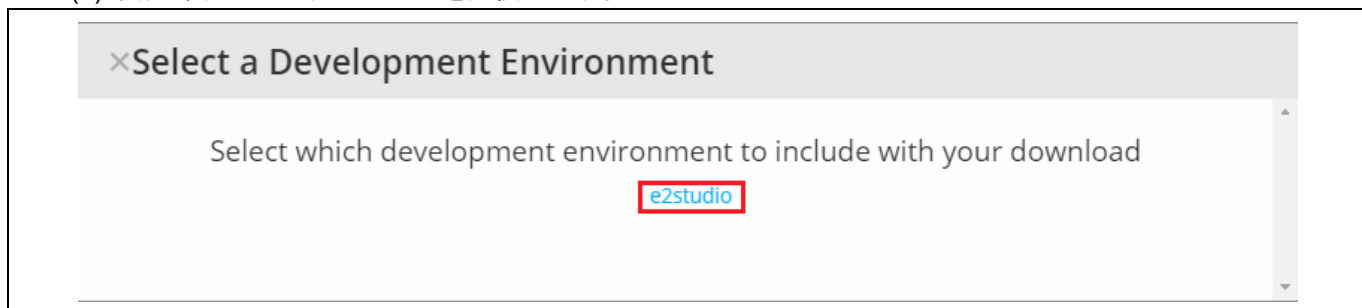 ×Select a Development Environment
Select which development environment to include with your download
e2studio